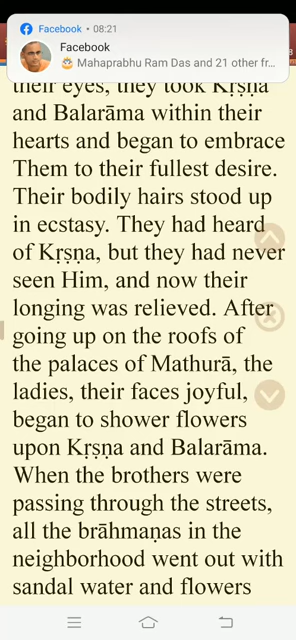 Facebook • 08:21
Facebook
🎂 Mahaprabhu Ram Das and 21 other fr...
their eyes, they took Kṛṣṇa
and Balarāma within their
hearts and began to embrace
Them to their fullest desire.
Their bodily hairs stood up
in ecstasy. They had heard
of Kṛṣṇa, but they had never
seen Him, and now their
longing was relieved. After
going up on the roofs of
the palaces of Mathurā, the
ladies, their faces joyful,
began to shower flowers
upon Kṛṣṇa and Balarāma.
When the brothers were
passing through the streets,
all the brāhmaṇas in the
neighborhood went out with
sandal water and flowers